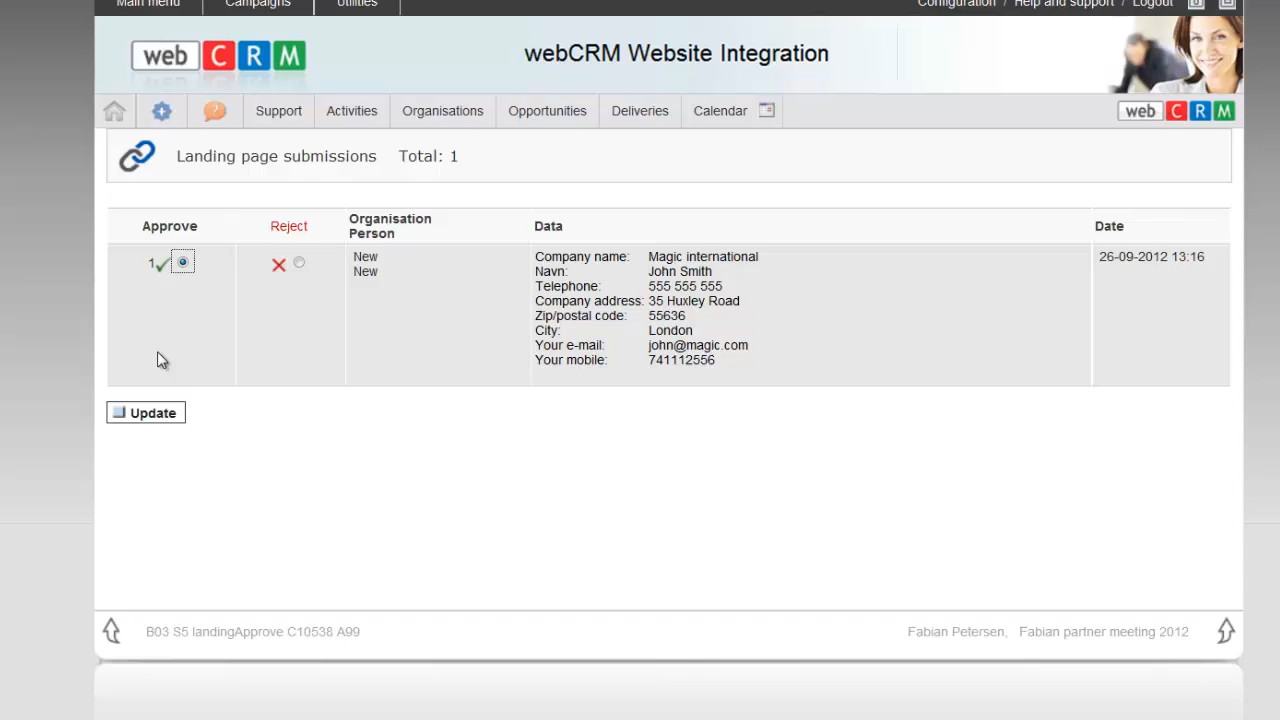 Main menu Campaigns Utilities Configuration / Help and support / Logout
web C R M webCRM Website Integration
Support Activities Organisations Opportunities Deliveries Calendar web C R M
Landing page submissions Total: 1
Approve Reject Organisation Person Data Date
1 New Company name: Magic international 26-09-2012 13:16
New Navn: John Smith
Telephone: 555 555 555
Company address: 35 Huxley Road
Zip/postal code: 55636
City: London
Your e-mail: john@magic.com
Your mobile: 741112556
Update
B03 S5 landingApprove C10538 A99 Fabian Petersen, Fabian partner meeting 2012